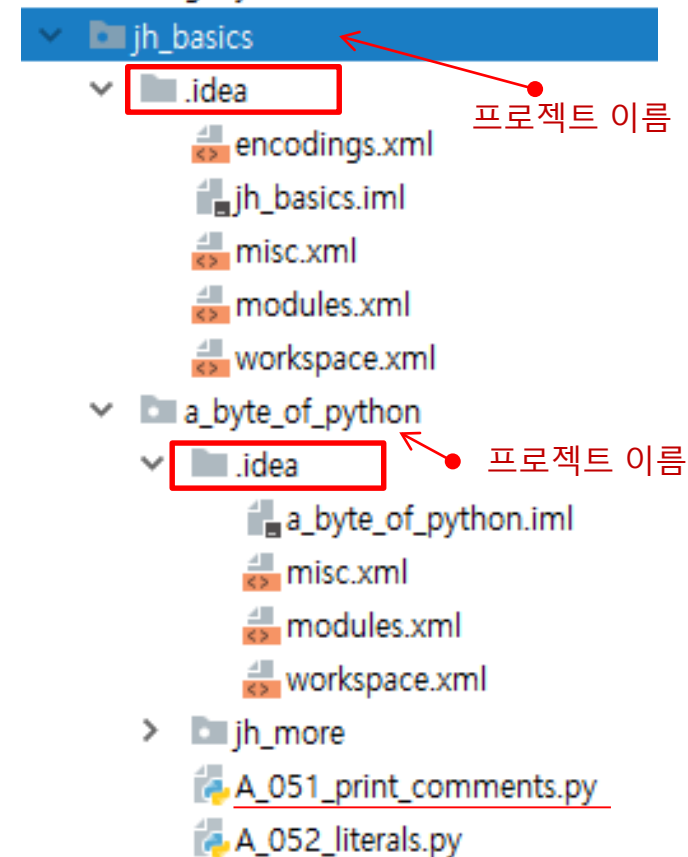 jh_basics
.idea
프로젝트 이름
encodings.xml
jh_basics.iml
misc.xml
modules.xml
workspace.xml
a_byte_of_python
.idea
프로젝트 이름
a_byte_of_python.iml
misc.xml
modules.xml
workspace.xml
jh_more
A_051_print_comments.py
A_052_literals.py